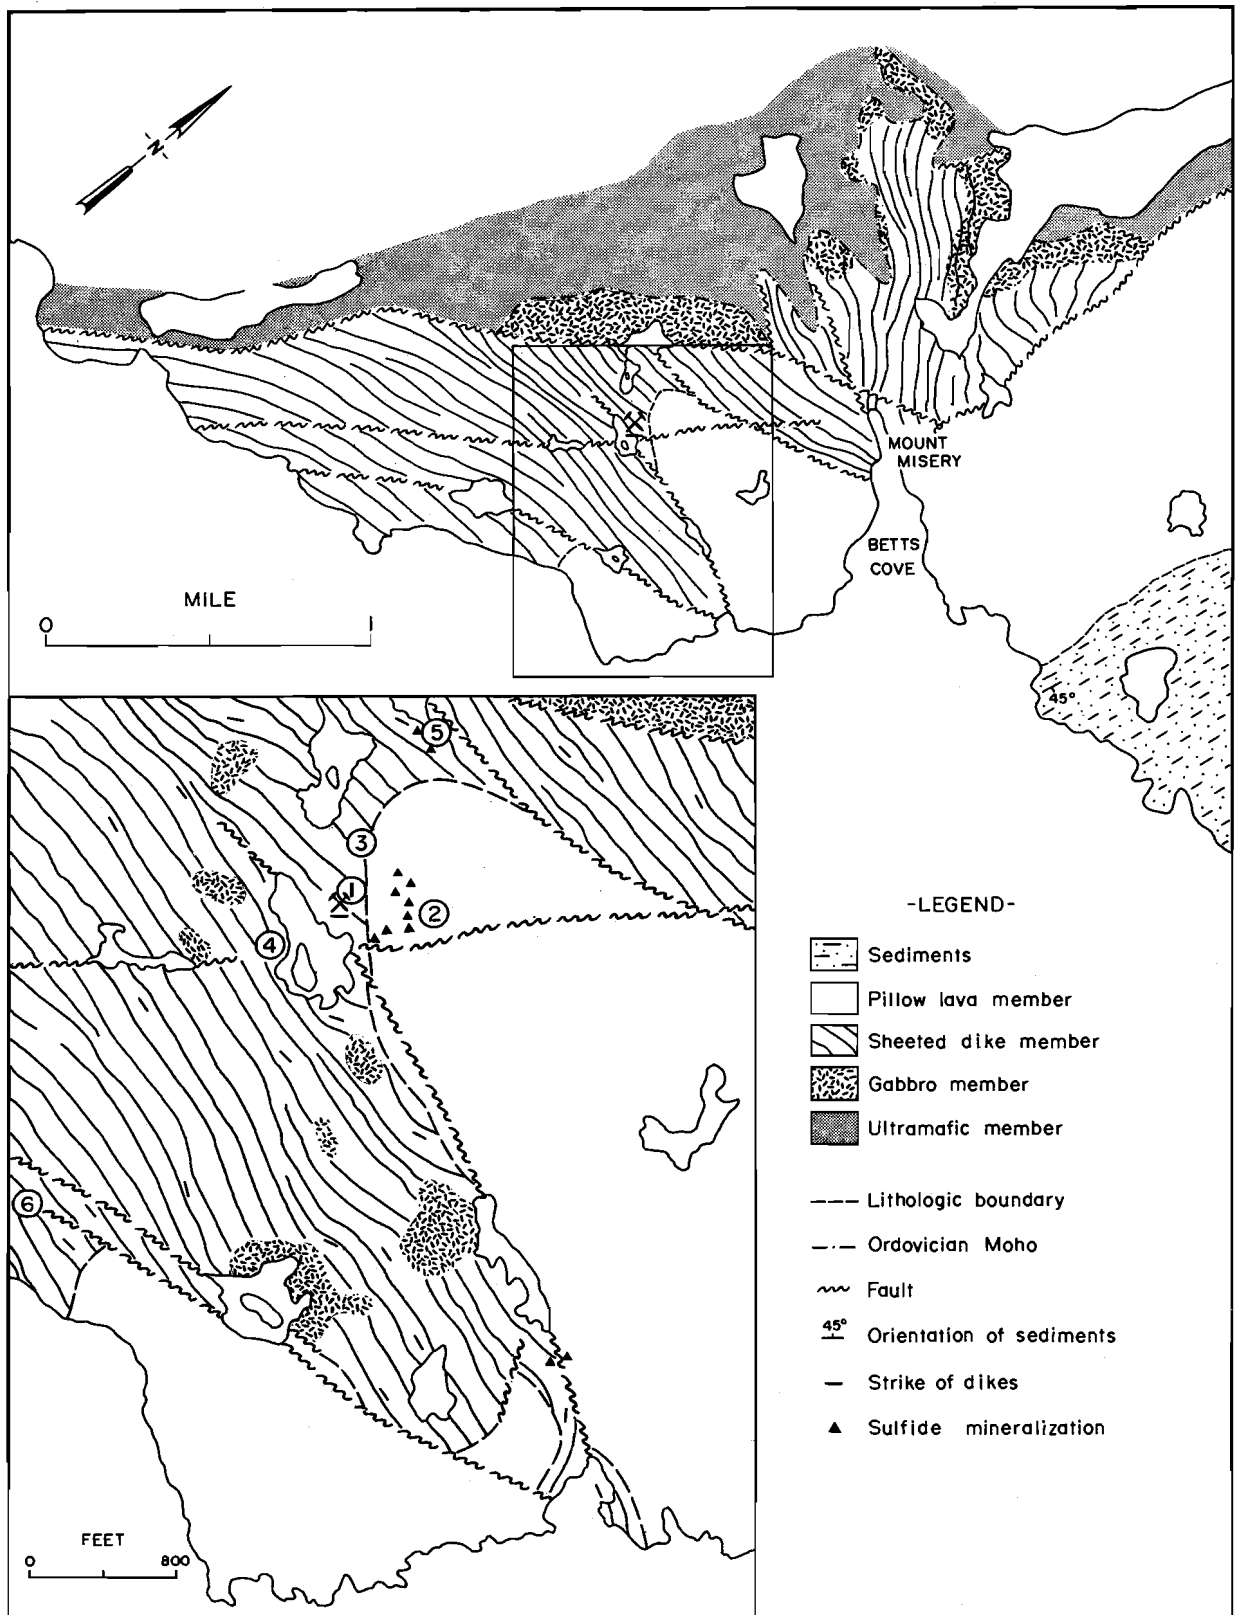 N
MOUNT
MISERY
BETTS
COVE
MILE
0 1
45°
5
3
1
2
4
6
FEET
0 800
-LEGEND-
Sediments
Pillow lava member
Sheeted dike member
Gabbro member
Ultramafic member
Lithologic boundary
Ordovician Moho
Fault
45° Orientation of sediments
Strike of dikes
Sulfide mineralization